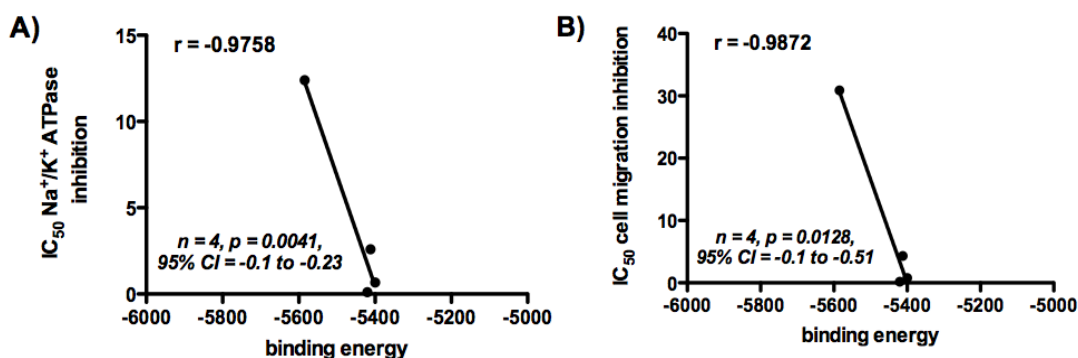 A)
r = -0.9758
IC50 Na+/K+ ATPase
inhibition
15
10
5
0
n = 4, p = 0.0041,
95% CI = -0.1 to -0.23
-6000 -5800 -5600 -5400 -5200 -5000
binding energy
B)
r = -0.9872
IC50 cell migration inhibition
40
30
20
10
0
n = 4, p = 0.0128,
95% CI = -0.1 to -0.51
-6000 -5800 -5600 -5400 -5200 -5000
binding energy